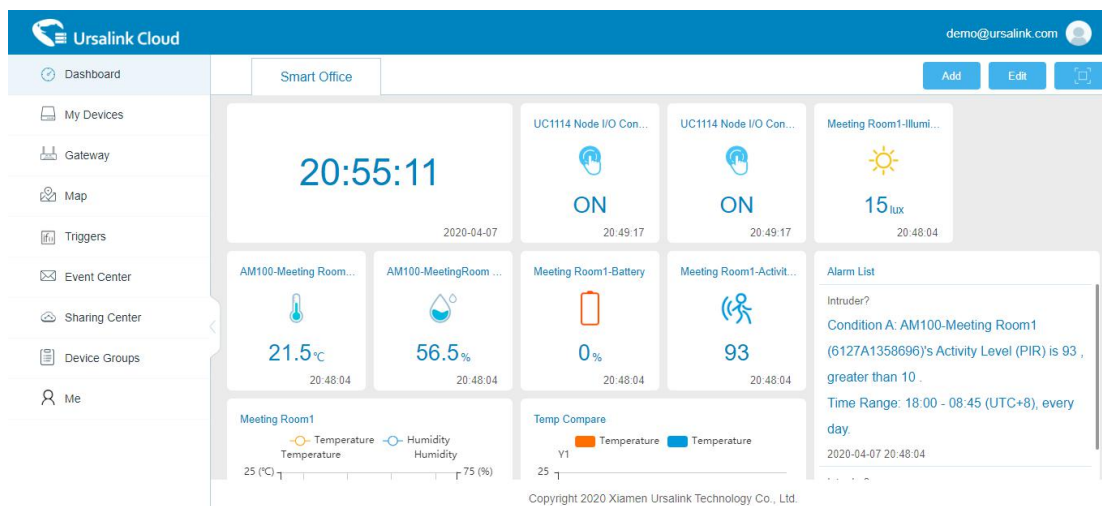 Ursalink Cloud
demo@ursalink.com
Dashboard
My Devices
Gateway
Map
Triggers
Event Center
Sharing Center
Device Groups
Me
Smart Office
Add
Edit
20:55:11
2020-04-07
UC1114 Node I/O Con...
ON
20:49:17
UC1114 Node I/O Con...
ON
20:49:17
Meeting Room1-Illumi...
15 lux
20:48:04
AM100-Meeting Room...
21.5 °C
20:48:04
AM100-MeetingRoom ...
56.5 %
20:48:04
Meeting Room1-Battery
0 %
20:48:04
Meeting Room1-Activit...
93
20:48:04
Alarm List
Intruder?
Condition A: AM100-Meeting Room1
(6127A1358696)'s Activity Level (PIR) is 93 ,
greater than 10 .
Time Range: 18:00 - 08:45 (UTC+8), every
day.
2020-04-07 20:48:04
Meeting Room1
Temperature Humidity
Temperature Humidity
25 (°C) 75 (%)
Temp Compare
Temperature Temperature
Y1
25
Copyright 2020 Xiamen Ursalink Technology Co., Ltd.